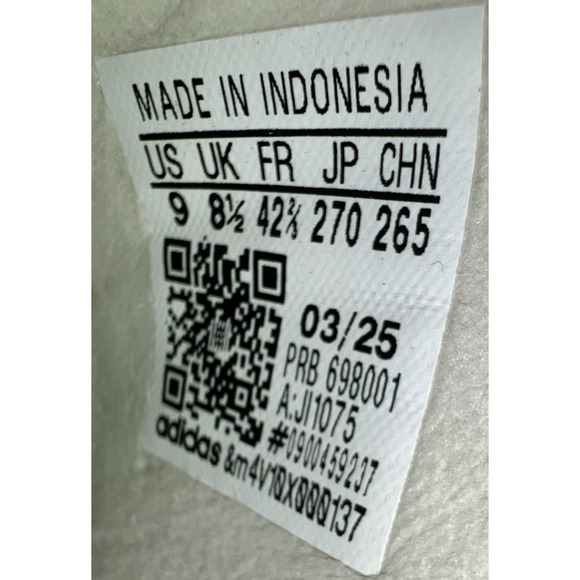 MADE IN INDONESIA
US UK FR JP CHN
9 8½ 42⅔ 270 265
03/25
PRB 698001
A:JI1075
#0900459237
adidas &m4V1QX000137